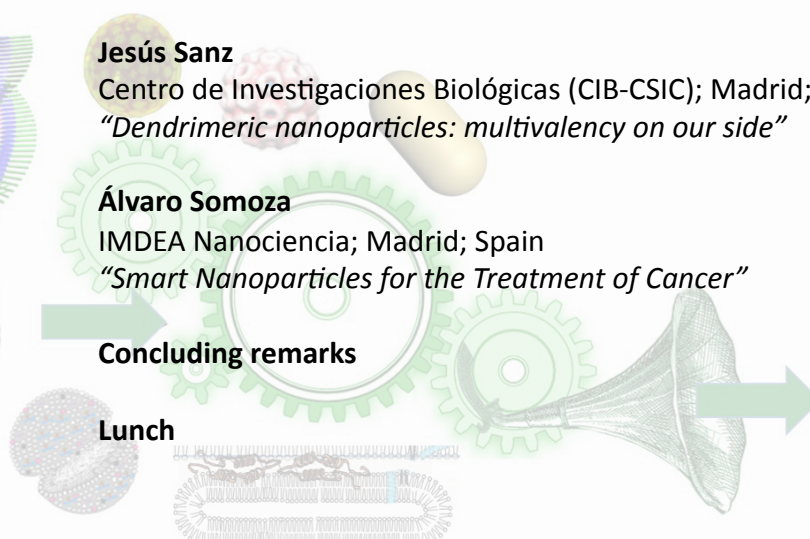 Jesús Sanz
Centro de Investigaciones Biológicas (CIB-CSIC); Madrid;
“Dendrimeric nanoparticles: multivalency on our side”
Álvaro Somoza
IMDEA Nanociencia; Madrid; Spain
“Smart Nanoparticles for the Treatment of Cancer”
Concluding remarks
Lunch